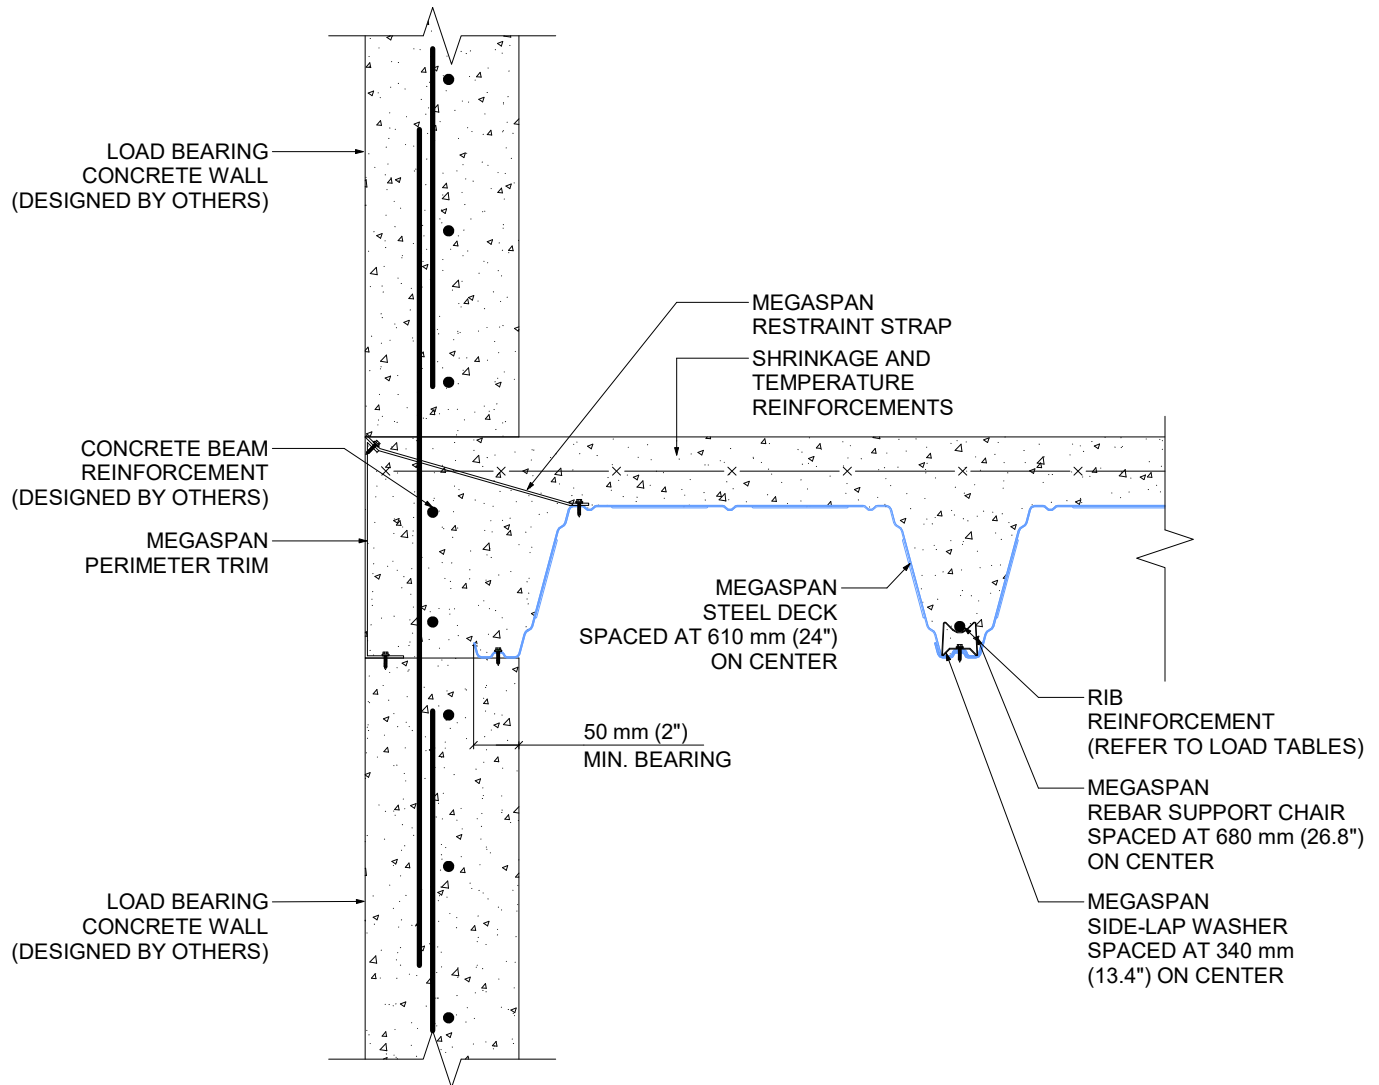 LOAD BEARING
CONCRETE WALL
(DESIGNED BY OTHERS)
MEGASPAN
RESTRAINT STRAP
SHRINKAGE AND
TEMPERATURE
REINFORCEMENTS
CONCRETE BEAM
REINFORCEMENT
(DESIGNED BY OTHERS)
MEGASPAN
PERIMETER TRIM
MEGASPAN
STEEL DECK
SPACED AT 610 mm (24")
ON CENTER
50 mm (2")
MIN. BEARING
RIB
REINFORCEMENT
(REFER TO LOAD TABLES)
MEGASPAN
REBAR SUPPORT CHAIR
SPACED AT 680 mm (26.8")
ON CENTER
LOAD BEARING
CONCRETE WALL
(DESIGNED BY OTHERS)
MEGASPAN
SIDE-LAP WASHER
SPACED AT 340 mm
(13.4") ON CENTER